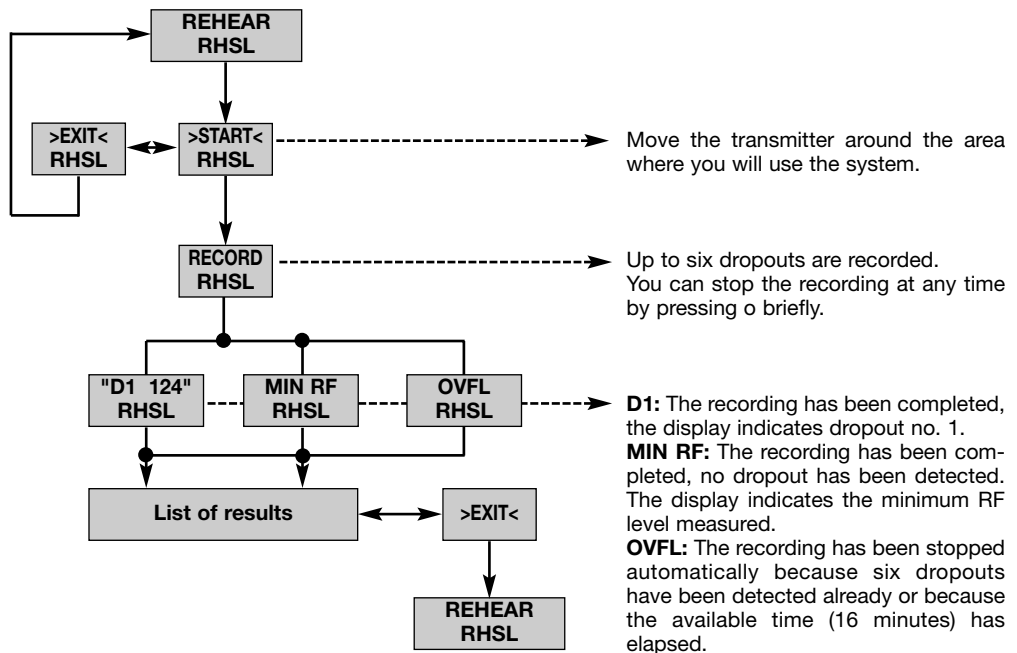 REHEAR
RHSL
>EXIT<
RHSL
>START<
RHSL
Move the transmitter around the area
where you will use the system.
RECORD
RHSL
Up to six dropouts are recorded.
You can stop the recording at any time
by pressing o briefly.
"D1 124"
RHSL
MIN RF
RHSL
OVFL
RHSL
D1: The recording has been completed,
the display indicates dropout no. 1.
MIN RF: The recording has been com-
pleted, no dropout has been detected.
The display indicates the minimum RF
level measured.
OVFL: The recording has been stopped
automatically because six dropouts
have been detected already or because
the available time (16 minutes) has
elapsed.
List of results
>EXIT<
REHEAR
RHSL